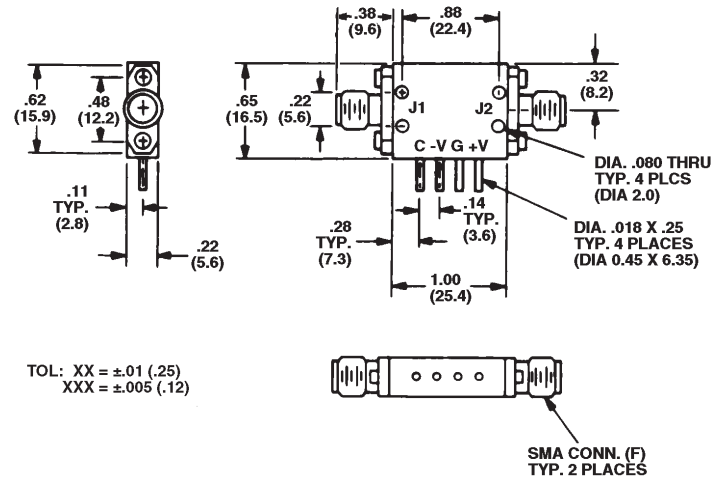 .38
(9.6)
.88
(22.4)
.62
(15.9)
.48
(12.2)
.65
(16.5)
.22
(5.6)
J1
J2
.32
(8.2)
C -V G +V
DIA. .080 THRU
TYP. 4 PLCS
(DIA 2.0)
.11
TYP.
(2.8)
.14
TYP.
(3.6)
DIA. .018 X .25
TYP. 4 PLACES
(DIA 0.45 X 6.35)
.28
TYP.
(7.3)
.22
(5.6)
1.00
(25.4)
TOL: XX = ±.01 (.25)
XXX = ±.005 (.12)
SMA CONN. (F)
TYP. 2 PLACES